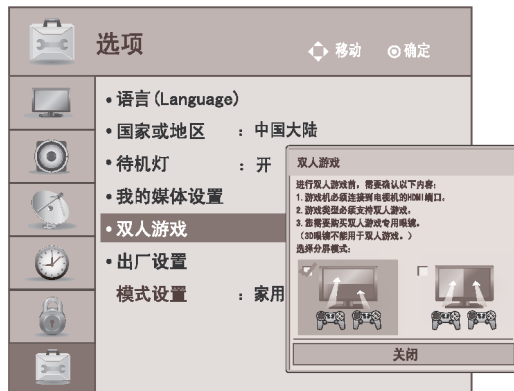 选项
移动 确定
• 语言(Language)
• 国家或地区 : 中国大陆
• 待机灯 : 开
• 我的媒体设置
• 双人游戏
• 出厂设置
模式设置 : 家用
双人游戏
进行双人游戏前，需要确认以下内容:
1. 游戏机必须连接到电视机的HDMI端口。
2. 游戏类型必须支持双人游戏。
3. 您需要购买双人游戏专用眼镜。
（3D眼镜不能用于双人游戏。）
选择分屏模式:
关闭